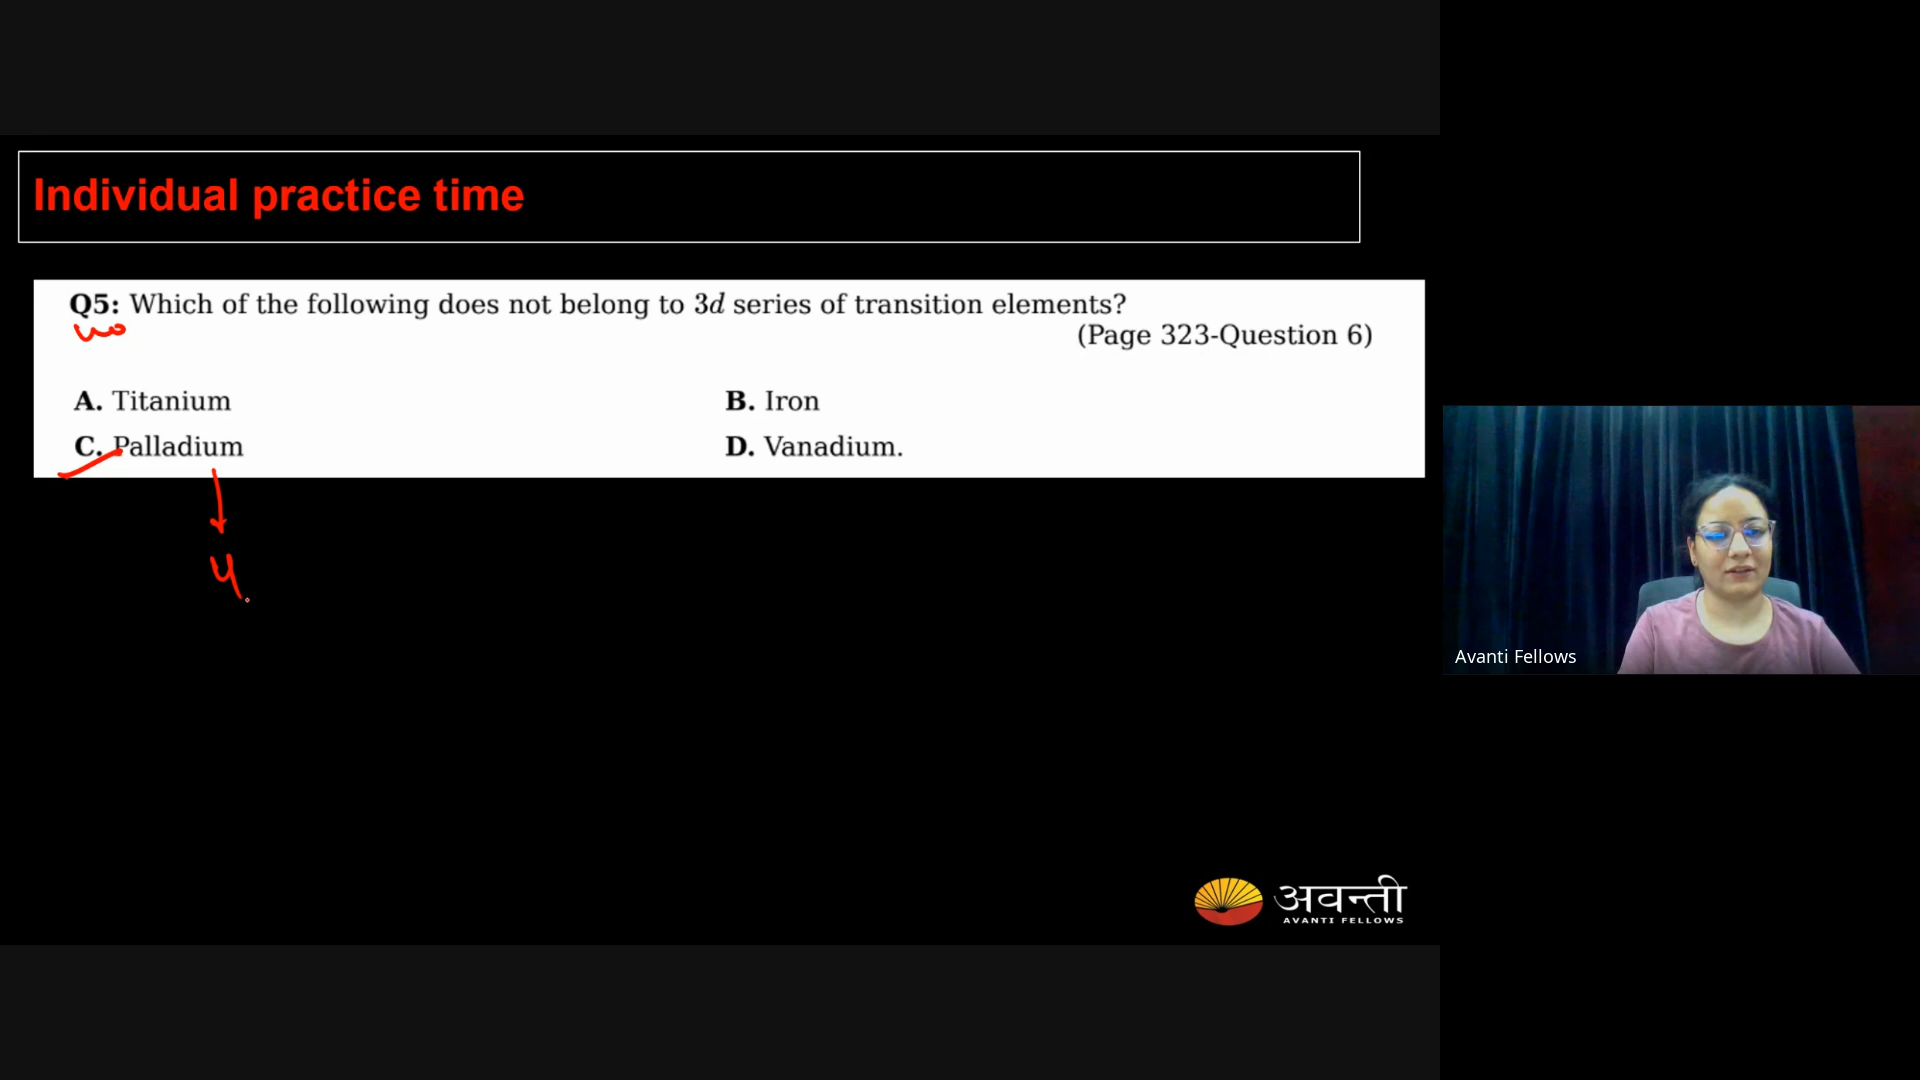 Individual practice time
Q5: Which of the following does not belong to 3d series of transition elements?
(Page 323-Question 6)
A. Titanium
B. Iron
C. Palladium
D. Vanadium.
4
Avanti Fellows
अवन्ती
AVANTI FELLOWS